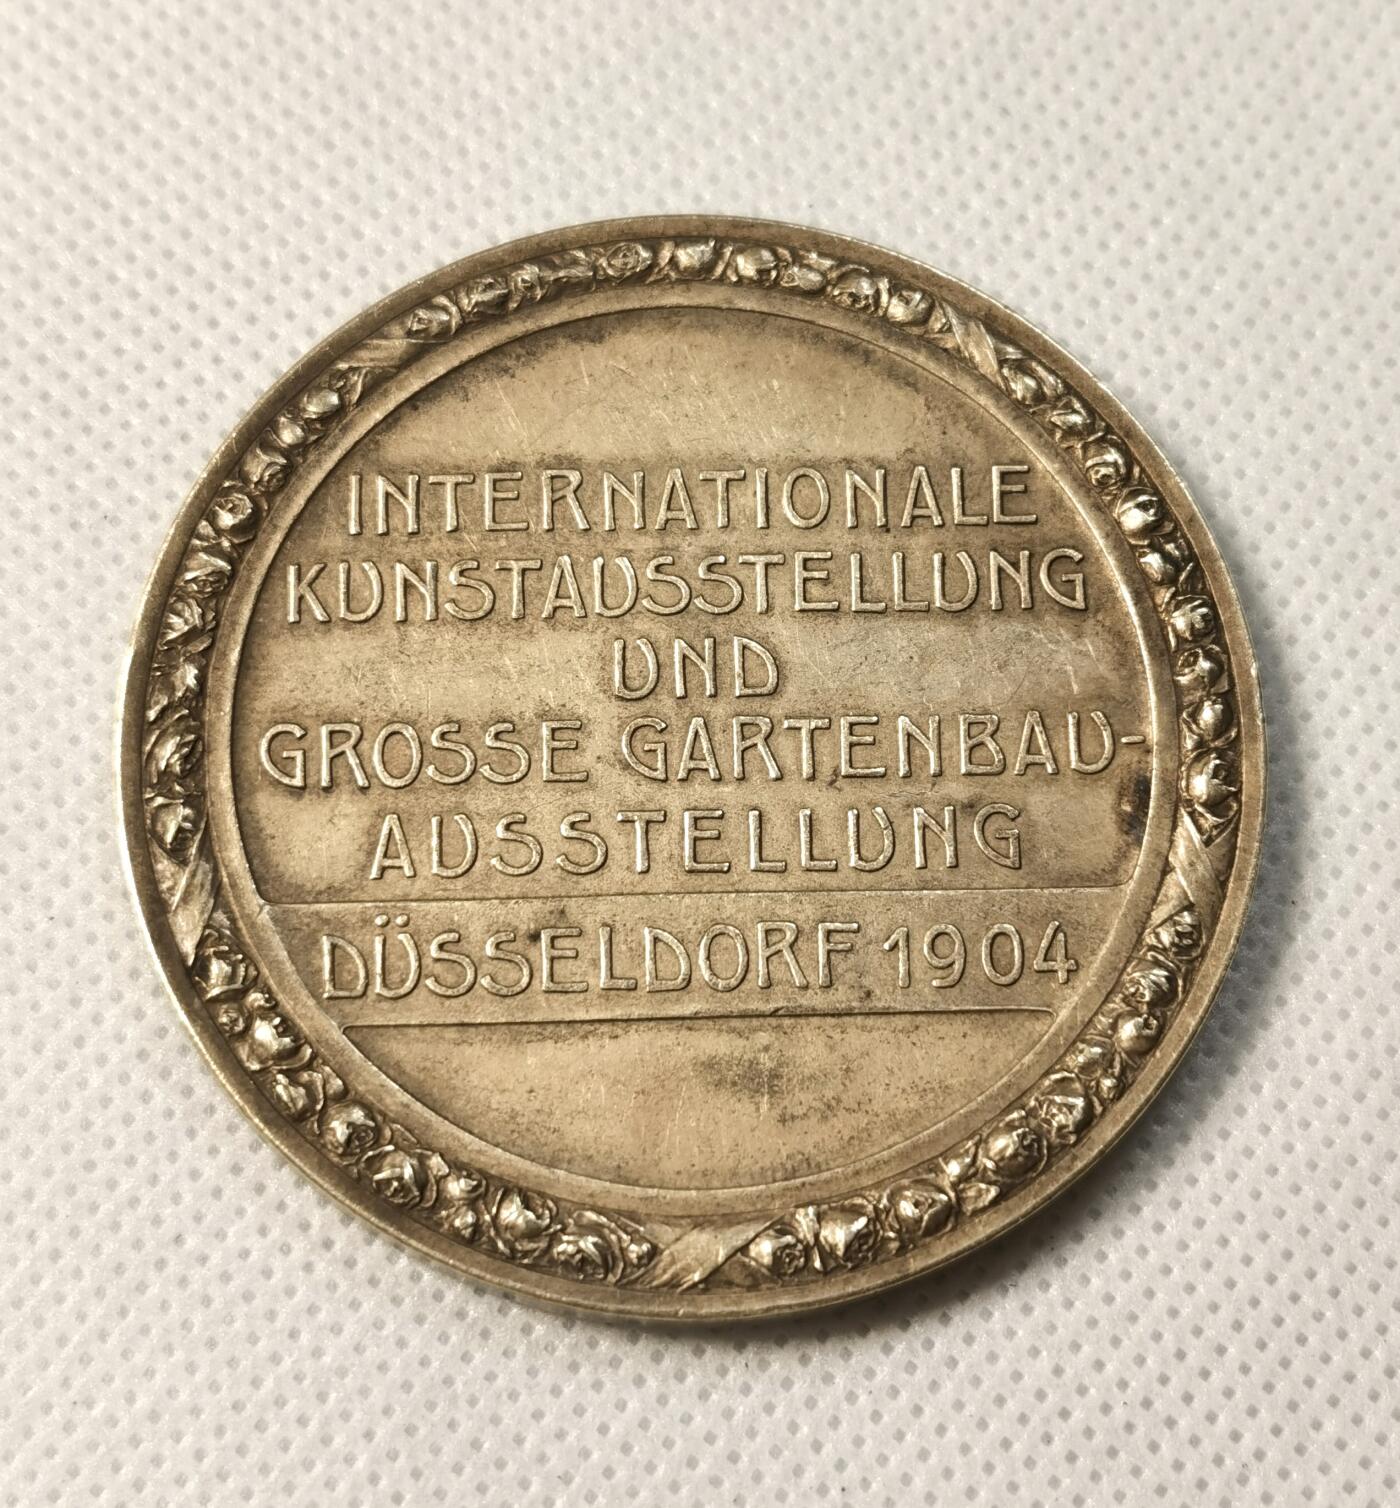 INTERNATIONALE
KUNSTAUSSTELLUNG
UND
GROSSE GARTENBAU-
AUSSTELLUNG
DÜSSELDORF 1904